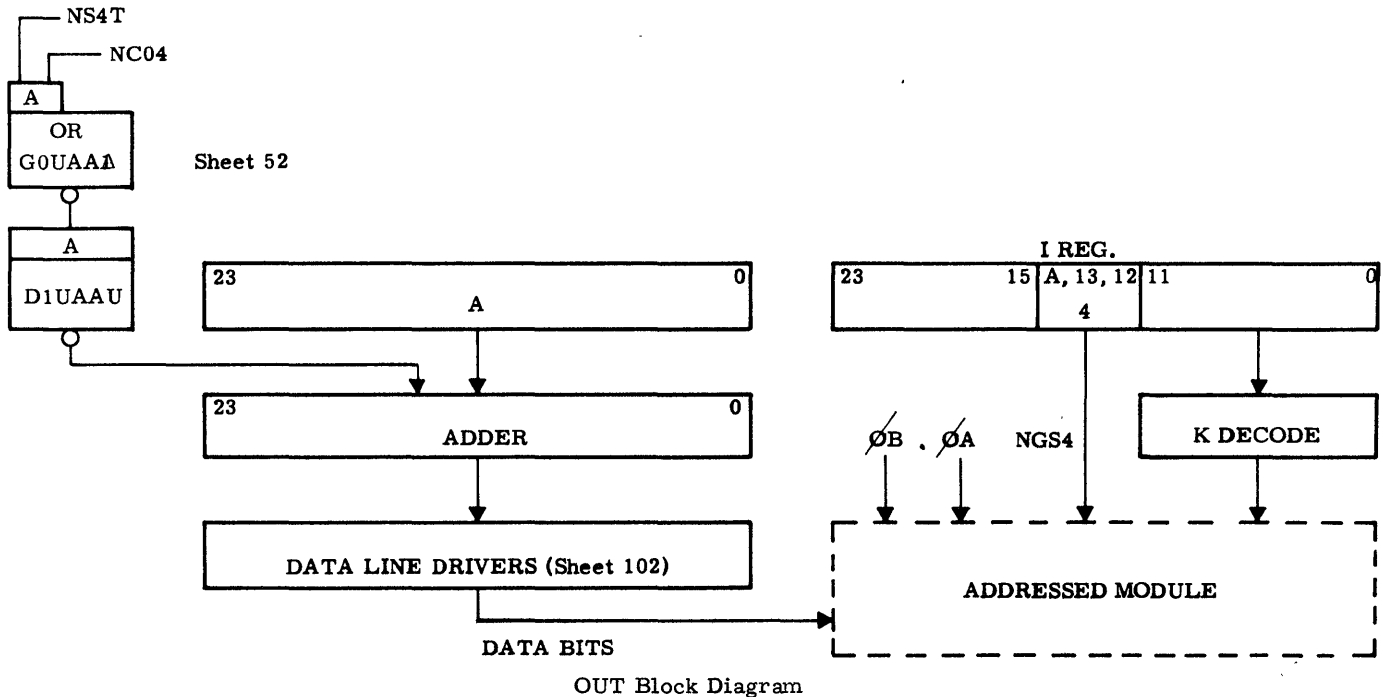 NS4T
NC04
A
OR
G0UAA
Sheet 52
A
D1UAAU
23 0
A
I REG.
23 15 A, 13, 12 11 0
4
23 0
ADDER
ØB . ØA NGS4
K DECODE
DATA LINE DRIVERS (Sheet 102)
ADDRESSED MODULE
DATA BITS
OUT Block Diagram